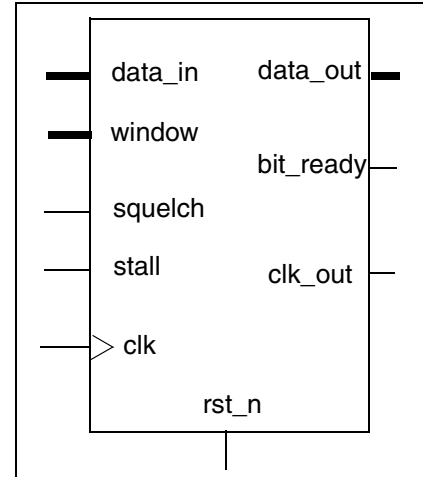 data_in data_out
window
bit_ready
squelch
stall clk_out
clk
rst_n